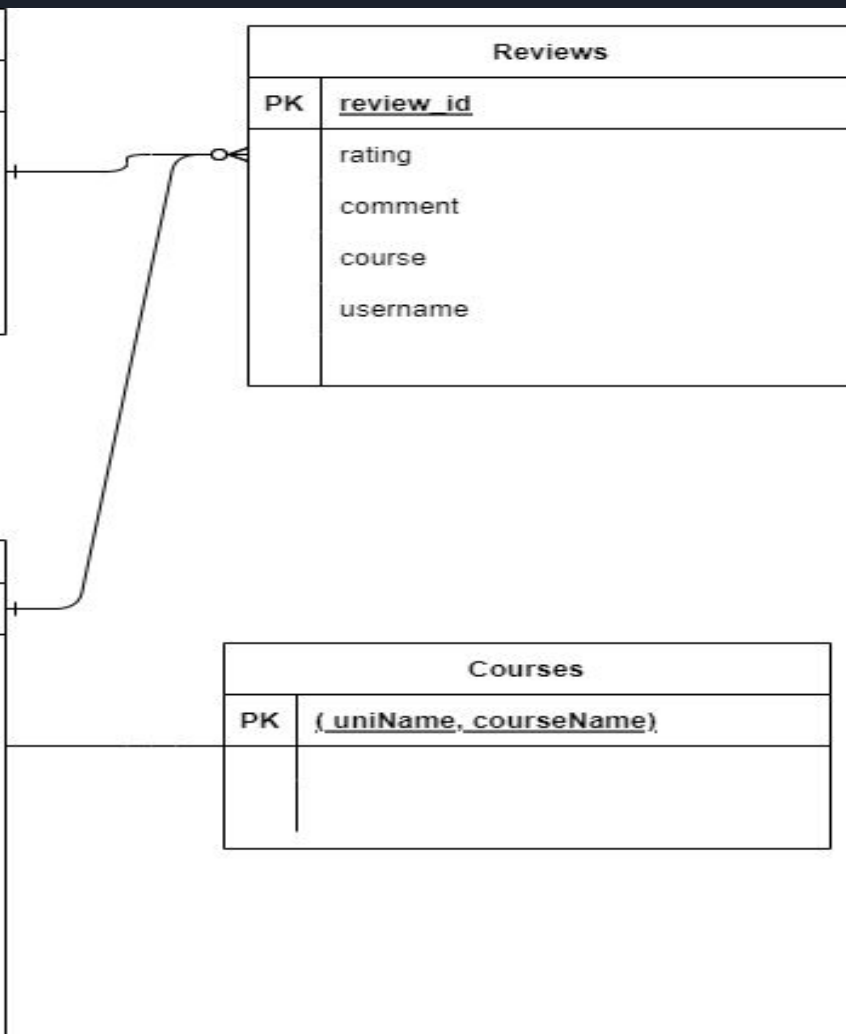 Reviews
PK review_id
rating
comment
course
username
Courses
PK ( uniName, courseName)